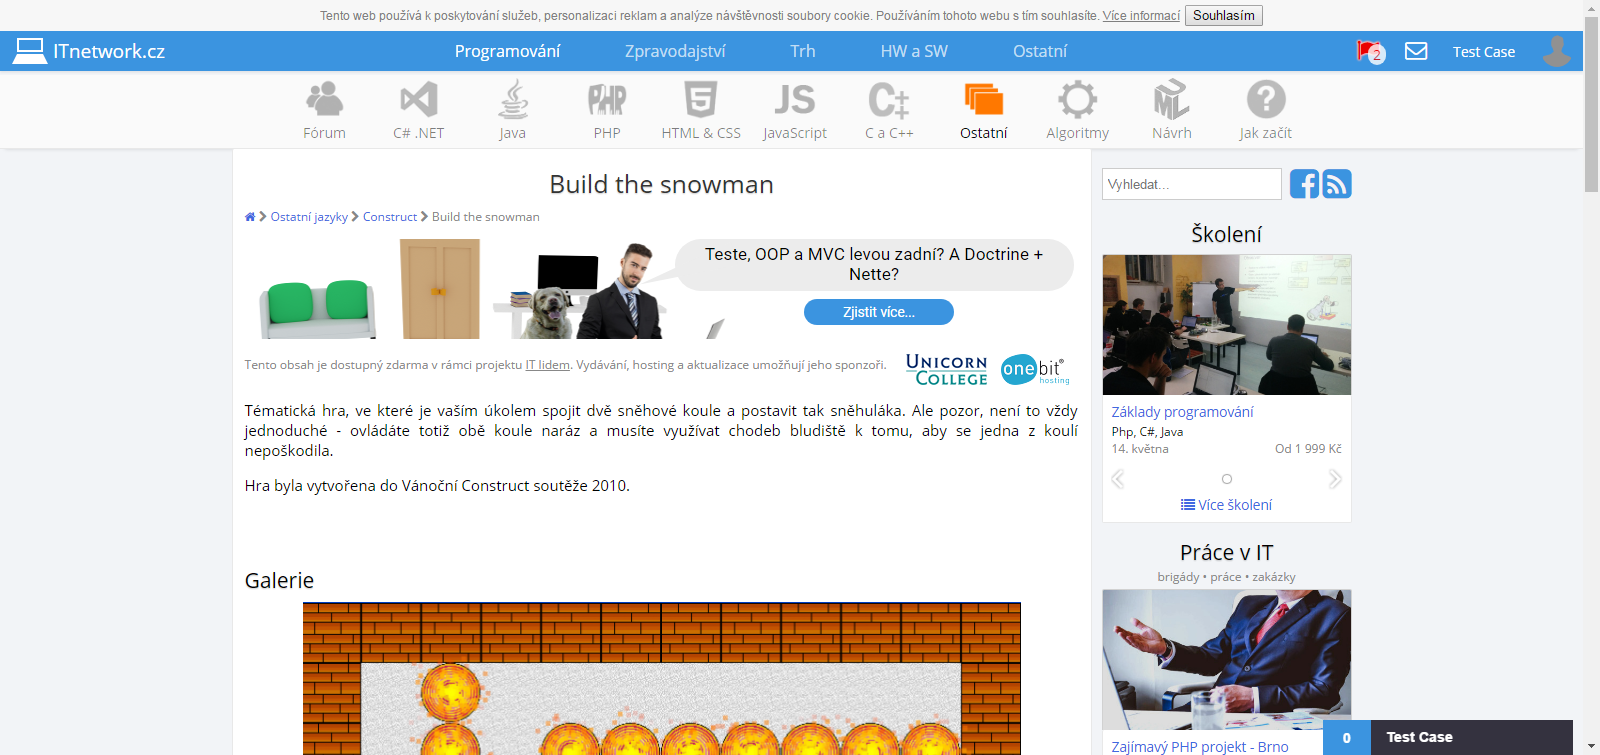 Tento web používá k poskytování služeb, personalizaci reklam a analýze návštěvnosti soubory cookie. Používáním tohoto webu s tím souhlasíte. Více informací Souhlasím
ITnetwork.cz Programování Zpravodajství Trh HW a SW Ostatní 2 Test Case
Fórum C# .NET Java PHP HTML & CSS JavaScript C a C++ Ostatní Algoritmy Návrh Jak začít
Build the snowman
Ostatní jazyky Construct Build the snowman
Teste, OOP a MVC levou zadní? A Doctrine +
Nette?
Zjistit více...
Tento obsah je dostupný zdarma v rámci projektu IT lidem. Vydávání, hosting a aktualizace umožňují jeho sponzoři.
UNICORN
COLLEGE
onebit®
hosting
Tématická hra, ve které je vaším úkolem spojit dvě sněhové koule a postavit tak sněhuláka. Ale pozor, není to vždy
jednoduché - ovládáte totiž obě koule naráz a musíte využívat chodeb bludiště k tomu, aby se jedna z koulí
nepoškodila.
Hra byla vytvořena do Vánoční Construct soutěže 2010.
Galerie
Vyhledat...
Školení
Základy programování
Php, C#, Java
14. května Od 1 999 Kč
Více školení
Práce v IT
brigády • práce • zakázky
Zajímavý PHP projekt - Brno
0 Test Case